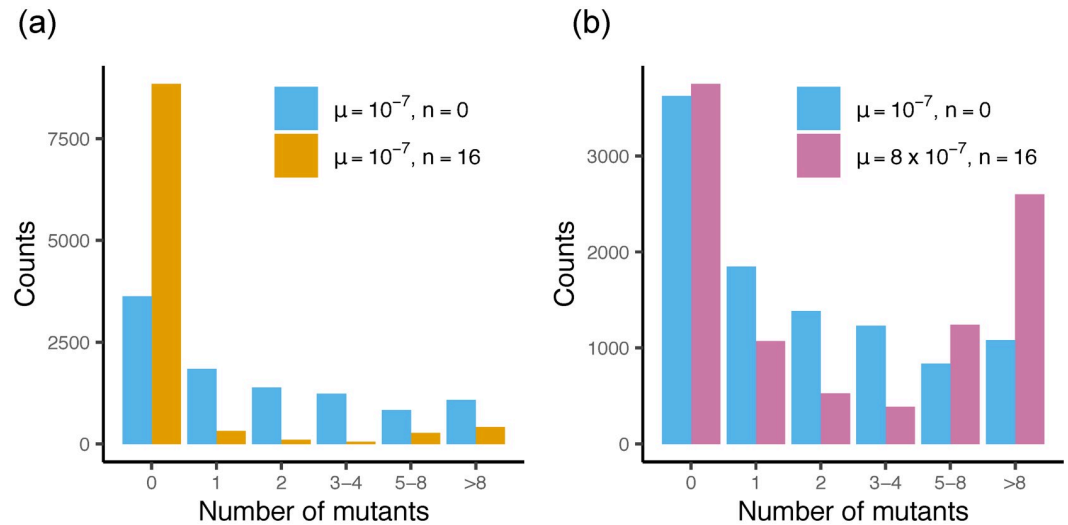 (a)
μ = 10⁻⁷, n = 0
μ = 10⁻⁷, n = 16
7500
5000
2500
0
Counts
0 1 2 3–4 5–8 >8
Number of mutants
(b)
μ = 10⁻⁷, n = 0
μ = 8 x 10⁻⁷, n = 16
3000
2000
1000
0
Counts
0 1 2 3–4 5–8 >8
Number of mutants